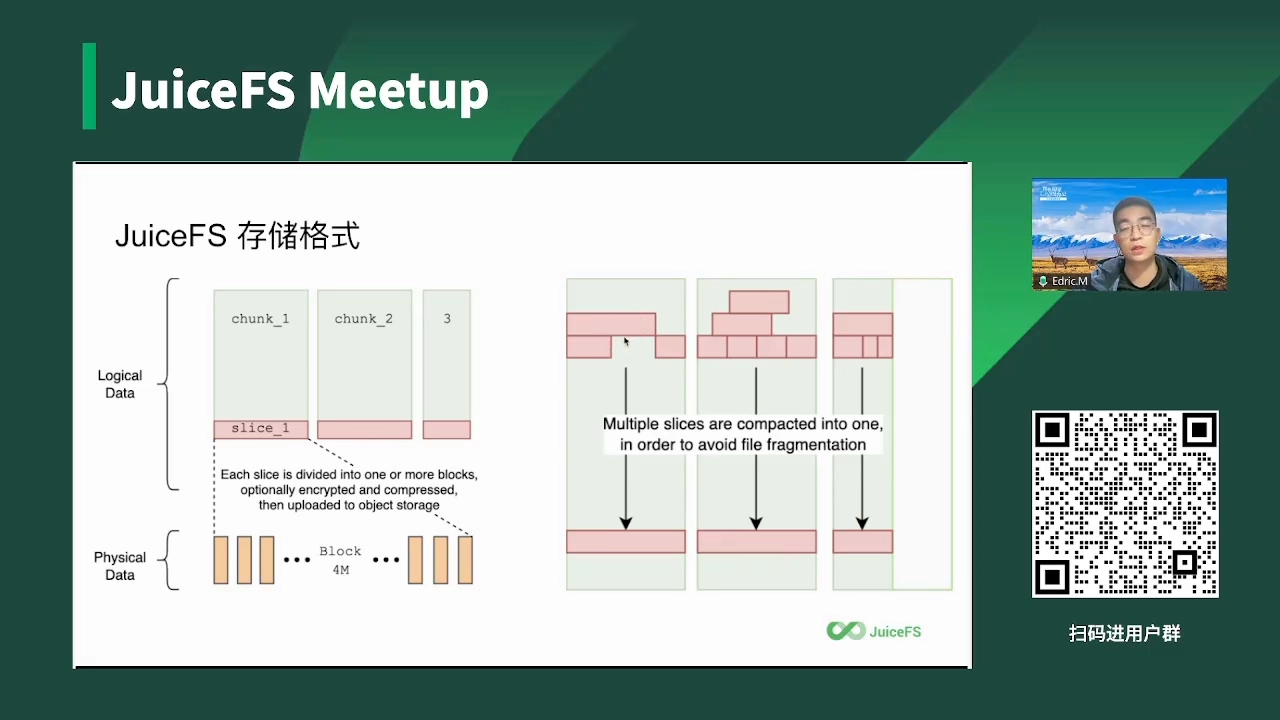 JuiceFS Meetup
JuiceFS 存储格式
chunk_1
chunk_2
3
Logical
Data
slice_1
Each slice is divided into one or more blocks,
optionally encrypted and compressed,
then uploaded to object storage
Physical
Data
Block
4M
Multiple slices are compacted into one,
in order to avoid file fragmentation
JuiceFS
Edric.M
扫码进用户群